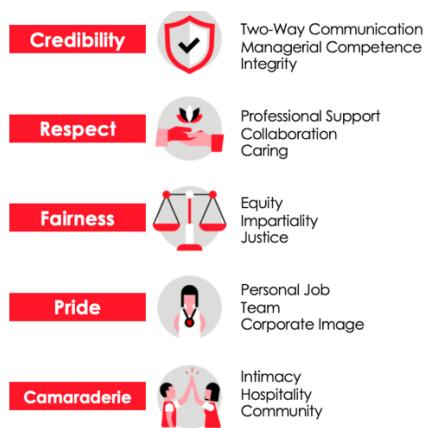 Credibility
Two-Way Communication
Managerial Competence
Integrity
Respect
Professional Support
Collaboration
Caring
Fairness
Equity
Impartiality
Justice
Pride
Personal Job
Team
Corporate Image
Camaraderie
Intimacy
Hospitality
Community